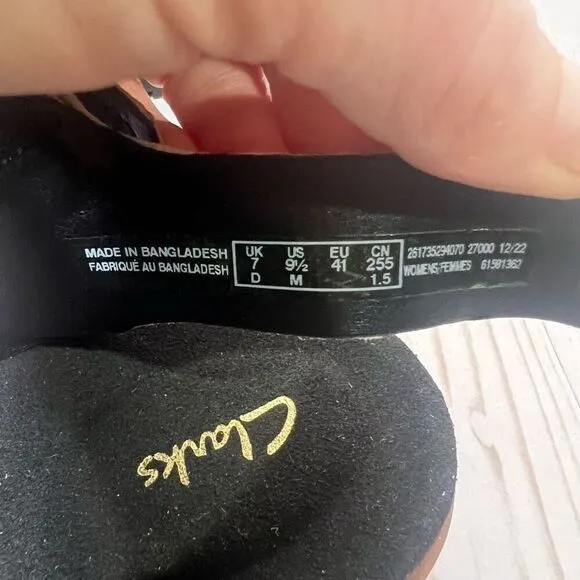 MADE IN BANGLADESH
FABRIQUÉ AU BANGLADESH
UK US EU CN
7 9½ 41 255
D M 1.5
261735294070 27000 12/22
WOMENS/FEMMES 61581362
Clarks